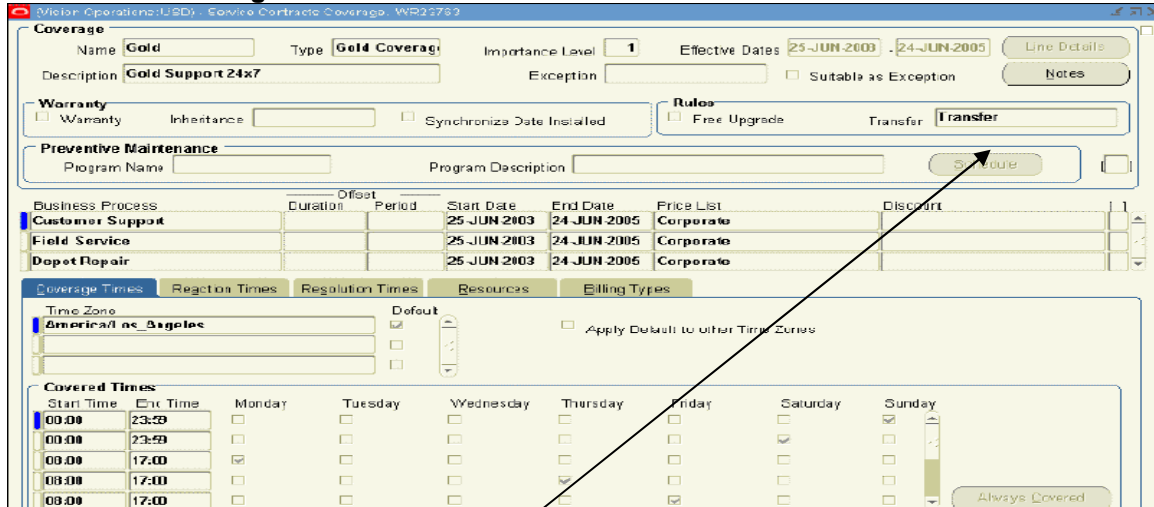 (Vision Operations:USD) - Service Contracts Coverage, WR23763
Coverage
Name Gold Type Gold Coverag Importance Level 1 Effective Dates 25-JUN-2003 - 24-JUN-2005 Line Details
Description Gold Support 24x7 Exception Suitable as Exception Notes
Warranty Rules
Warranty Inheritance Synchronize Date Installed Free Upgrade Transfer Transfer
Preventive Maintenance
Program Name Program Description Schedule
Offset
Business Process Duration Period Start Date End Date Price List Discount [ ]
Customer Support 25-JUN-2003 24-JUN-2005 Corporate
Field Service 25-JUN-2003 24-JUN-2005 Corporate
Depot Repair 25-JUN-2003 24-JUN-2005 Corporate
Coverage Times Reaction Times Resolution Times Resources Billing Types
Time Zone Default
America/Los_Angeles Apply Default to other Time Zones
Covered Times
Start Time End Time Monday Tuesday Wednesday Thursday Friday Saturday Sunday
00:00 23:59
00:00 23:59
08:00 17:00
08:00 17:00
08:00 17:00 Always Covered